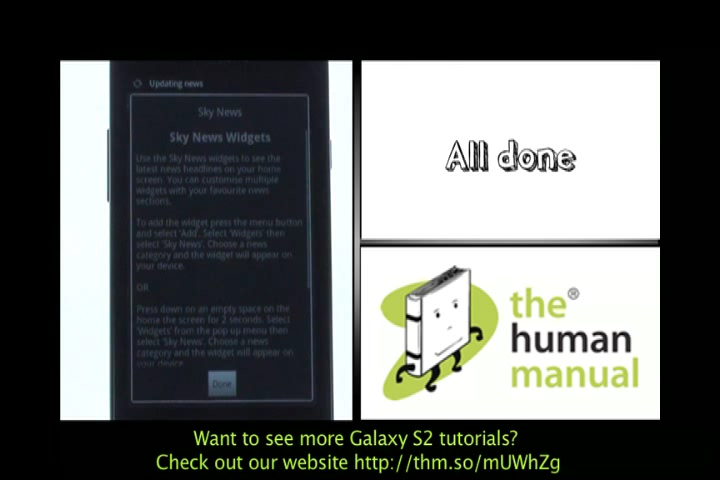 Updating news
Sky News
Sky News Widgets
Use the Sky News widgets to see the
latest news headlines on your home
screen. You can customise multiple
widgets with your favourite news
sections.
To add the widget press the menu button
and select 'Add'. Select 'Widgets' then
select 'Sky News'. Choose a news
category and the widget will appear on
your device.
OR
Press down on an empty space on the
home the screen for 2 seconds. Select
'Widgets' from the pop up menu then
select 'Sky News'. Choose a news
category and the widget will appear on
your device
Done
All done
the®
human
manual
Want to see more Galaxy S2 tutorials?
Check out our website http://thm.so/mUWhZg